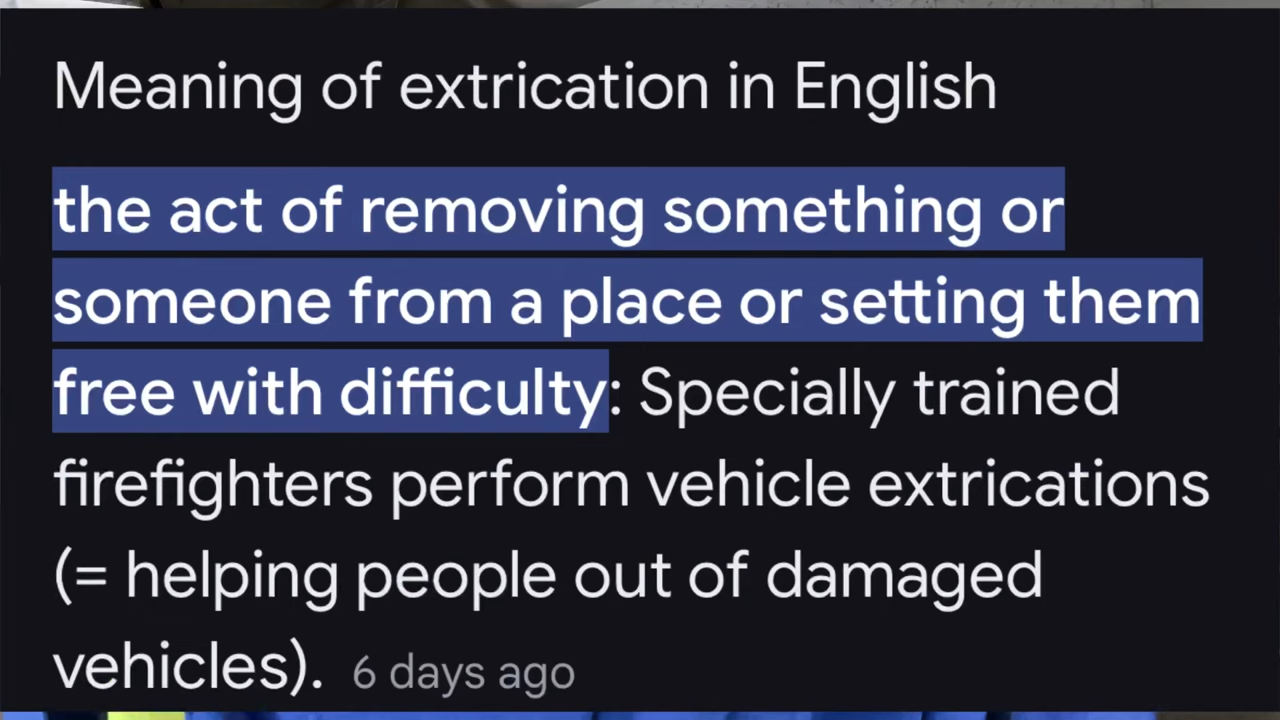 Meaning of extrication in English
the act of removing something or
someone from a place or setting them
free with difficulty: Specially trained
firefighters perform vehicle extrications
(= helping people out of damaged
vehicles). 6 days ago